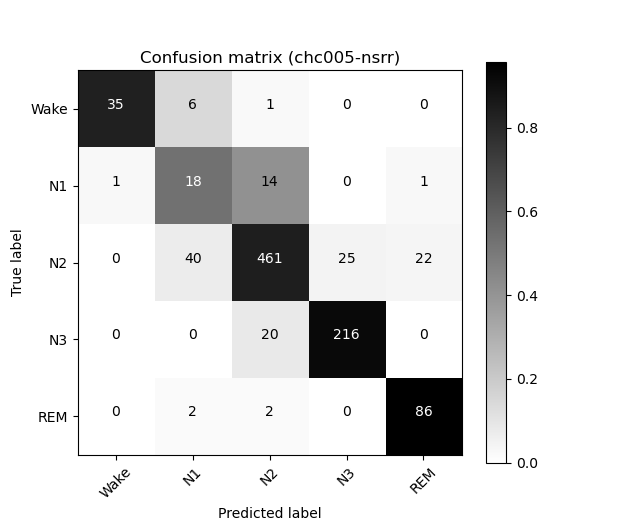 Confusion matrix (chc005-nsrr)
Wake 35 6 1 0 0
N1 1 18 14 0 1
N2 0 40 461 25 22
N3 0 0 20 216 0
REM 0 2 2 0 86
Wake N1 N2 N3 REM
True label
Predicted label
0.8
0.6
0.4
0.2
0.0